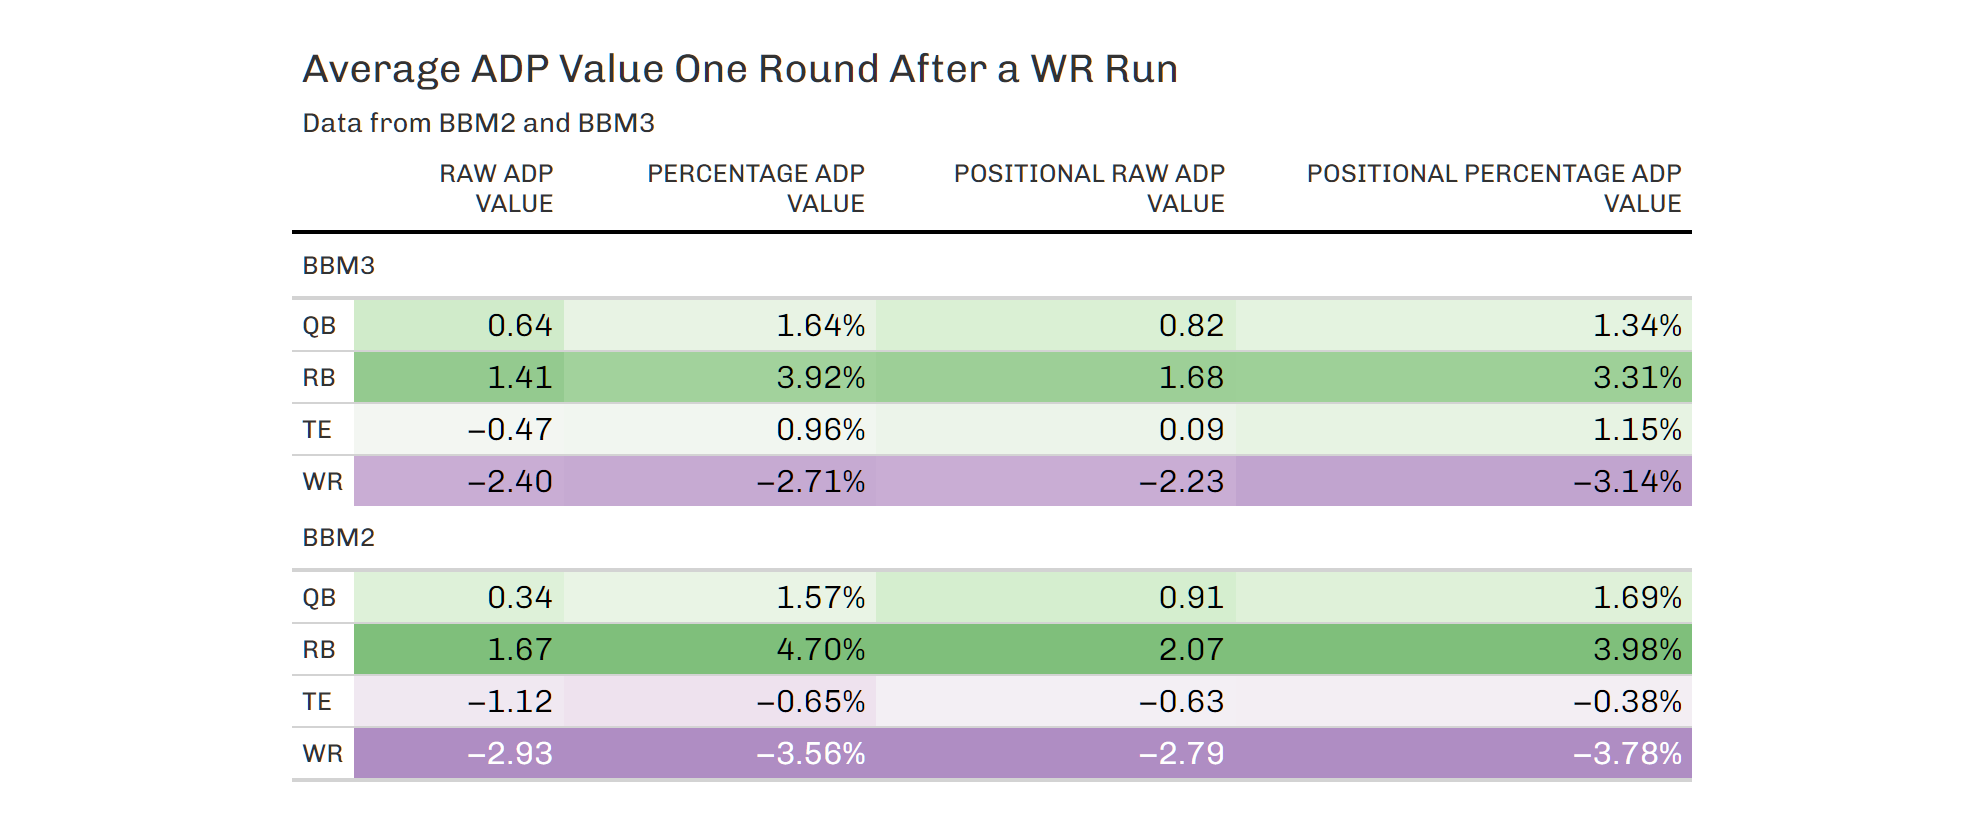 Average ADP Value One Round After a WR Run
Data from BBM2 and BBM3
RAW ADP VALUE PERCENTAGE ADP VALUE POSITIONAL RAW ADP VALUE POSITIONAL PERCENTAGE ADP VALUE
BBM3
QB 0.64 1.64% 0.82 1.34%
RB 1.41 3.92% 1.68 3.31%
TE −0.47 0.96% 0.09 1.15%
WR −2.40 −2.71% −2.23 −3.14%
BBM2
QB 0.34 1.57% 0.91 1.69%
RB 1.67 4.70% 2.07 3.98%
TE −1.12 −0.65% −0.63 −0.38%
WR −2.93 −3.56% −2.79 −3.78%